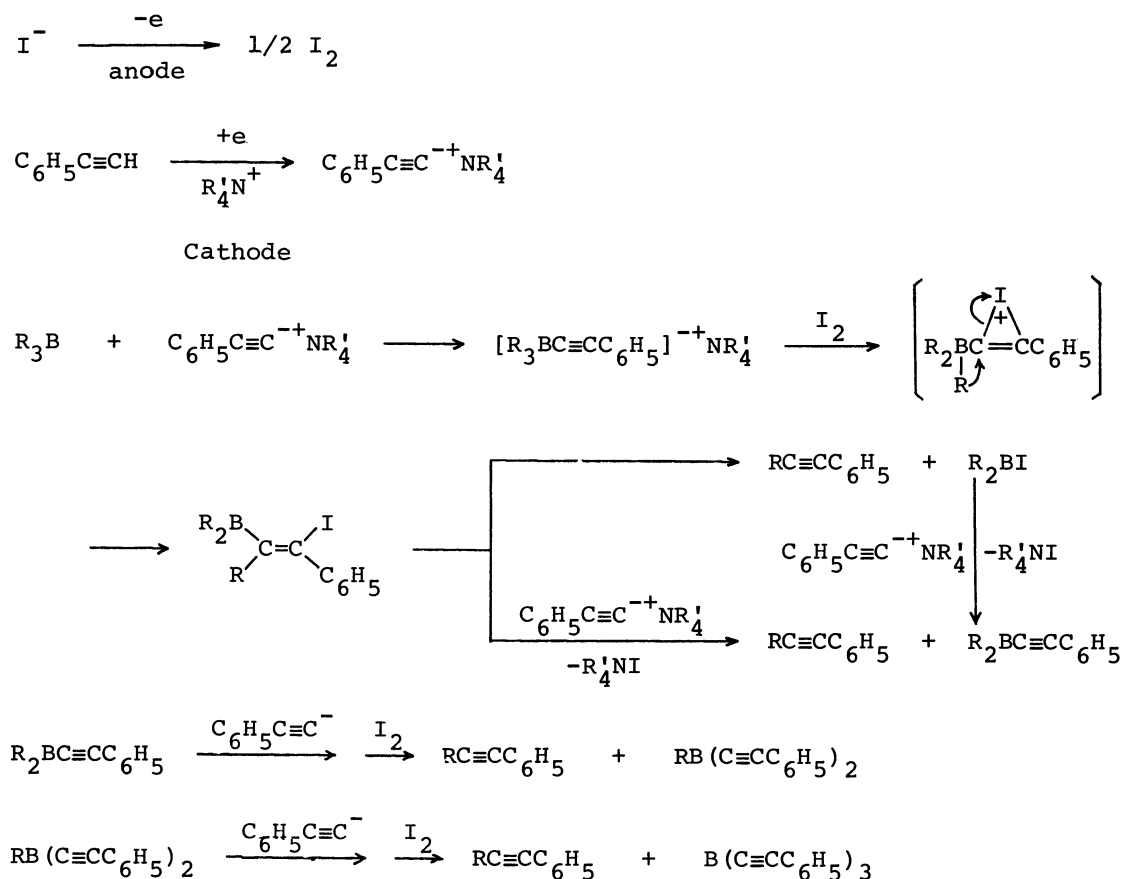 I⁻ —(-e / anode)→ 1/2 I₂
C₆H₅C≡CH —(+e / R'₄N⁺)→ C₆H₅C≡C⁻⁺NR'₄
Cathode
R₃B + C₆H₅C≡C⁻⁺NR'₄ → [R₃BC≡CC₆H₅]⁻⁺NR'₄ —(I₂)→ [R₂BC=CC₆H₅ I + R]
RC≡CC₆H₅ + R₂BI
→ R₂B R C=C I C₆H₅
C₆H₅C≡C⁻⁺NR'₄ -R'₄NI
C₆H₅C≡C⁻⁺NR'₄
-R'₄NI
RC≡CC₆H₅ + R₂BC≡CC₆H₅
R₂BC≡CC₆H₅ —(C₆H₅C≡C⁻)→ —(I₂)→ RC≡CC₆H₅ + RB(C≡CC₆H₅)₂
RB(C≡CC₆H₅)₂ —(C₆H₅C≡C⁻)→ —(I₂)→ RC≡CC₆H₅ + B(C≡CC₆H₅)₃